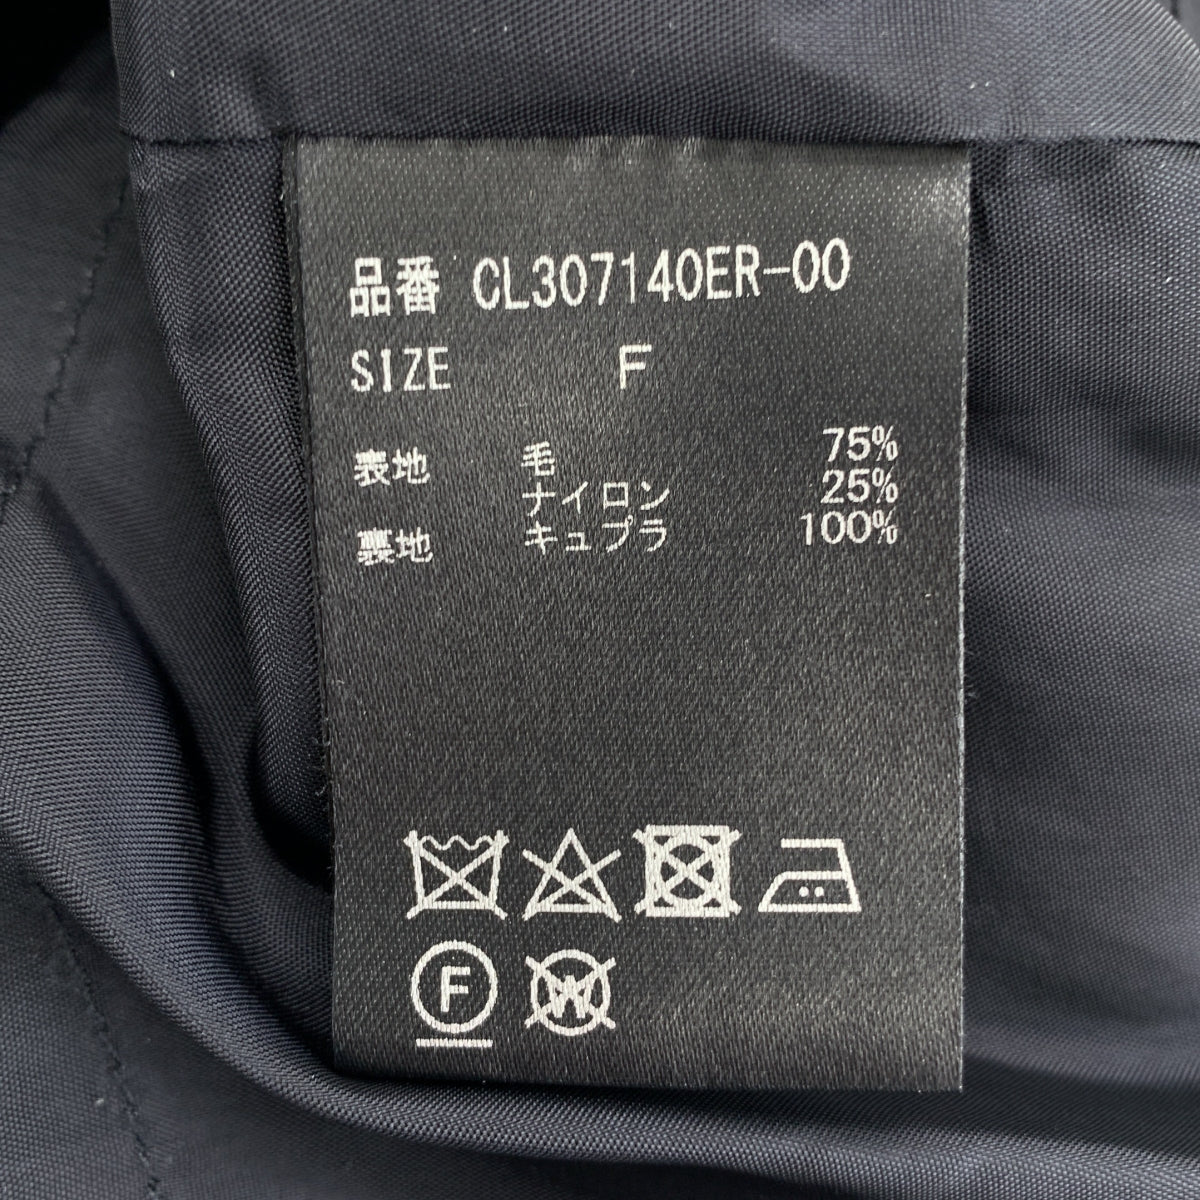 品番 CL307140ER-00
SIZE F
表地 毛 75%
ナイロン 25%
裏地 キュプラ 100%
F W